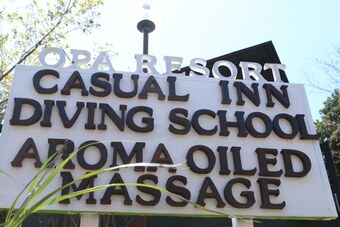 OPA RESORT
CASUAL INN
DIVING SCHOOL
AROMA OILED
MASSAGE